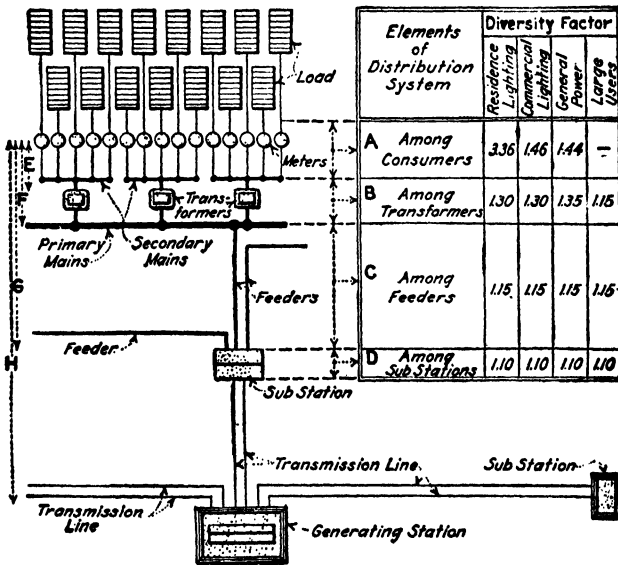 Load
Meters
E
F
G
H
Trans-
formers
Primary
Mains
Secondary
Mains
Feeders
Feeder
Sub Station
Transmission Line
Sub Station
Transmission
Line
Generating Station
Elements
of
Distribution
System
Diversity Factor
Residence
Lighting
Commercial
Lighting
General
Power
Large
Users
A Among
Consumers
3.36 1.46 1.44 —
B Among
Transformers
1.30 1.30 1.35 1.15
C Among
Feeders
1.15 1.15 1.15 1.15
D Among
Sub Stations
1.10 1.10 1.10 1.10